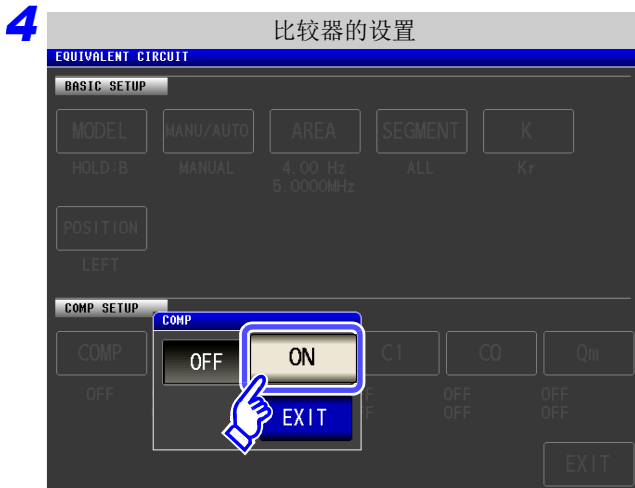 4
比较器的设置
EQUIVALENT CIRCUIT
BASIC SETUP
MODEL MANU/AUTO AREA SEGMENT K
HOLD:B MANUAL 4.00 Hz ALL Kr
5.0000MHz
POSITION
LEFT
COMP SETUP
COMP
COMP OFF ON C1 C0 Qm
OFF F OFF OFF
EXIT F OFF OFF
EXIT